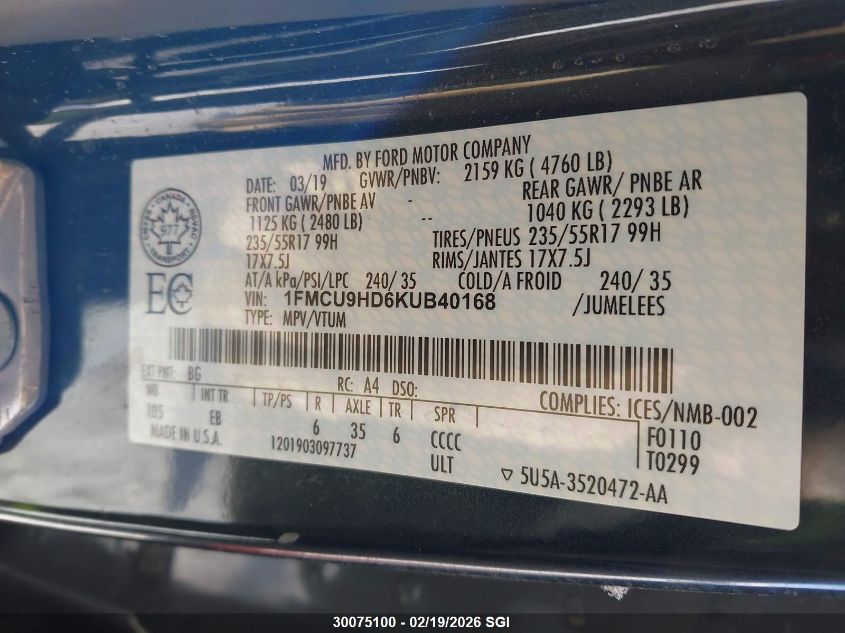 MFD. BY FORD MOTOR COMPANY
DATE: 03/19 GVWR/PNBV: 2159 KG ( 4760 LB)
FRONT GAWR/PNBE AV - REAR GAWR/ PNBE AR
1125 KG ( 2480 LB) -- 1040 KG ( 2293 LB)
235/55R17 99H TIRES/PNEUS 235/55R17 99H
17X7.5J RIMS/JANTES 17X7.5J
AT/A kPa/PSI/LPC 240/ 35 COLD/A FROID 240/ 35
VIN: 1FMCU9HD6KUB40168 /JUMELEES
TYPE: MPV/VTUM
CANADA
977
TRANSPORT
EC
EXT PNT: BG RC: A4 DSO:
WB INT TR TP/PS R AXLE TR SPR COMPLIES: ICES/NMB-002
105 EB 6 35 6 CCCC F0110
MADE IN U.S.A. 1201903097737 ULT T0299
▽ 5U5A-3520472-AA
30075100 - 02/19/2026 SGI